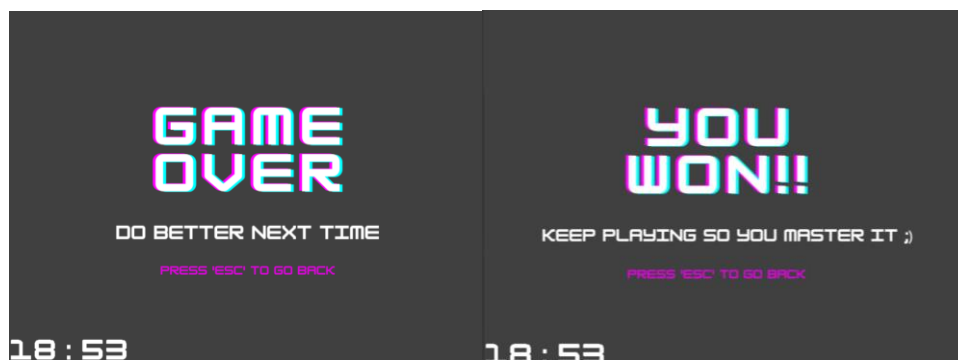 GAME
OVER
DO BETTER NEXT TIME
PRESS 'ESC' TO GO BACK
18:53
YOU
WON!!
KEEP PLAYING SO YOU MASTER IT ;)
PRESS 'ESC' TO GO BACK
18:53